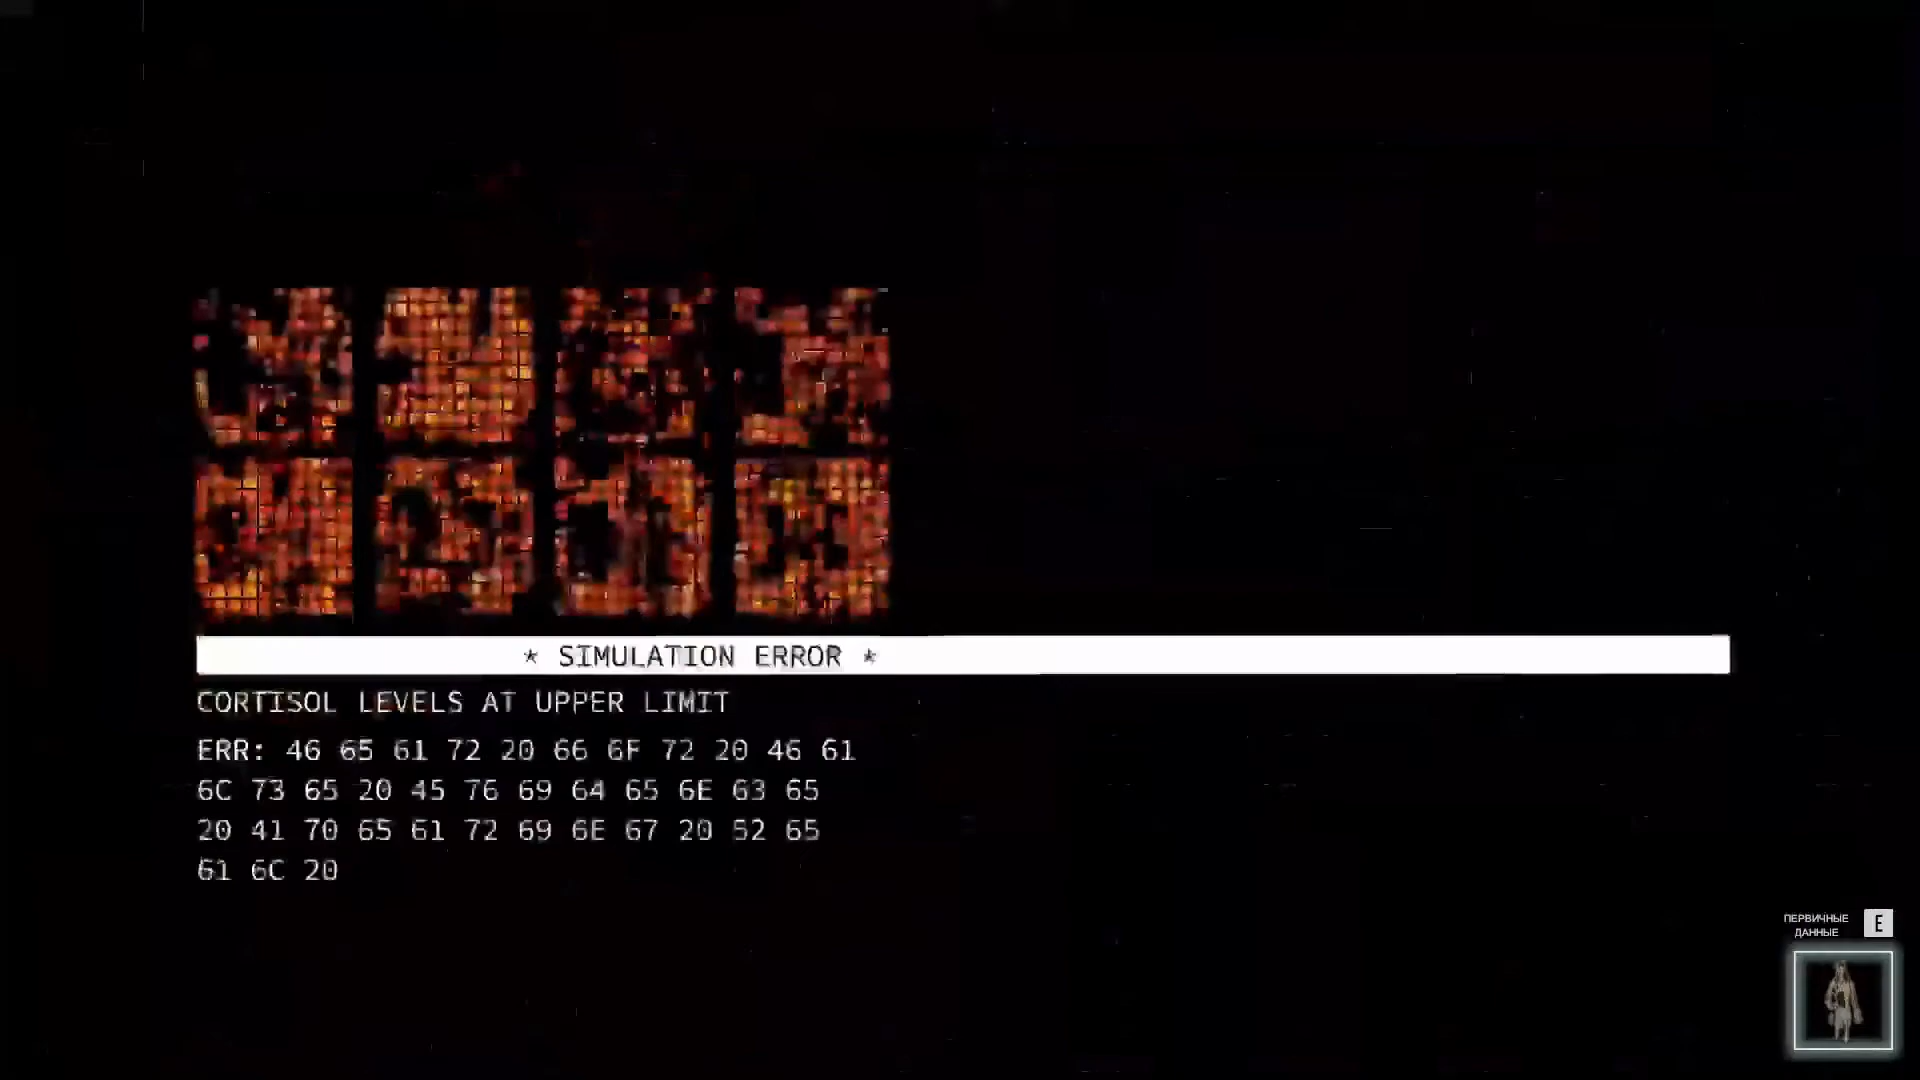 * SIMULATION ERROR *
CORTISOL LEVELS AT UPPER LIMIT
ERR: 46 65 61 72 20 66 6F 72 20 46 61
6C 73 65 20 45 76 69 64 65 6E 63 65
20 41 70 65 61 72 69 6E 67 20 52 65
61 6C 20
ПЕРВИЧНЫЕ
ДАННЫЕ
E